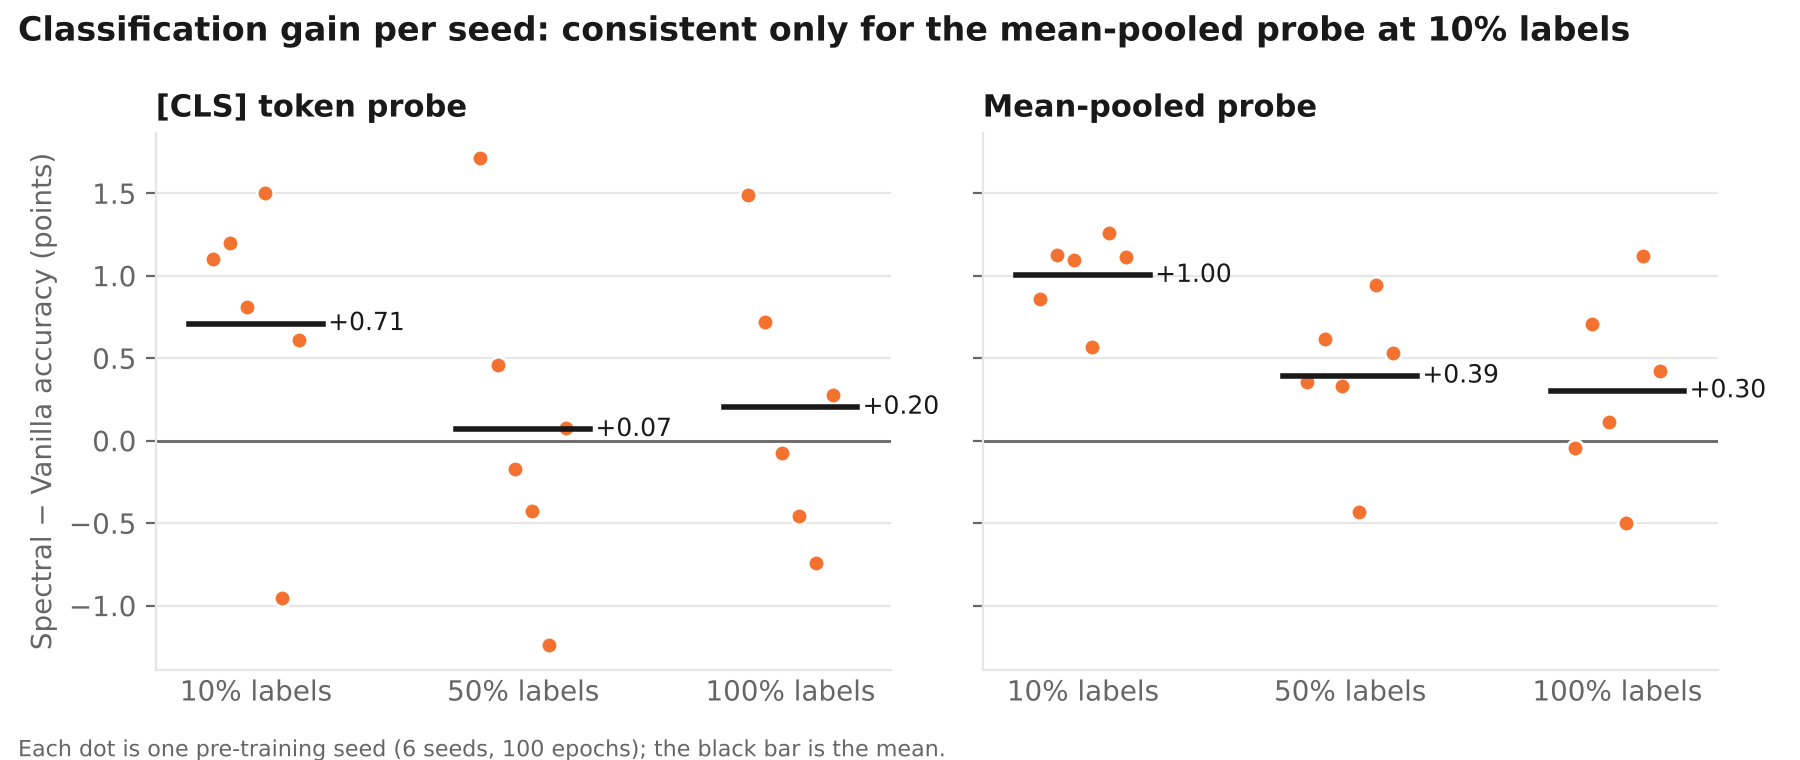 Classification gain per seed: consistent only for the mean-pooled probe at 10% labels
[CLS] token probe
Mean-pooled probe
Spectral − Vanilla accuracy (points)
1.5
1.0
0.5
0.0
−0.5
−1.0
+0.71
+0.07
+0.20
+1.00
+0.39
+0.30
10% labels
50% labels
100% labels
10% labels
50% labels
100% labels
Each dot is one pre-training seed (6 seeds, 100 epochs); the black bar is the mean.